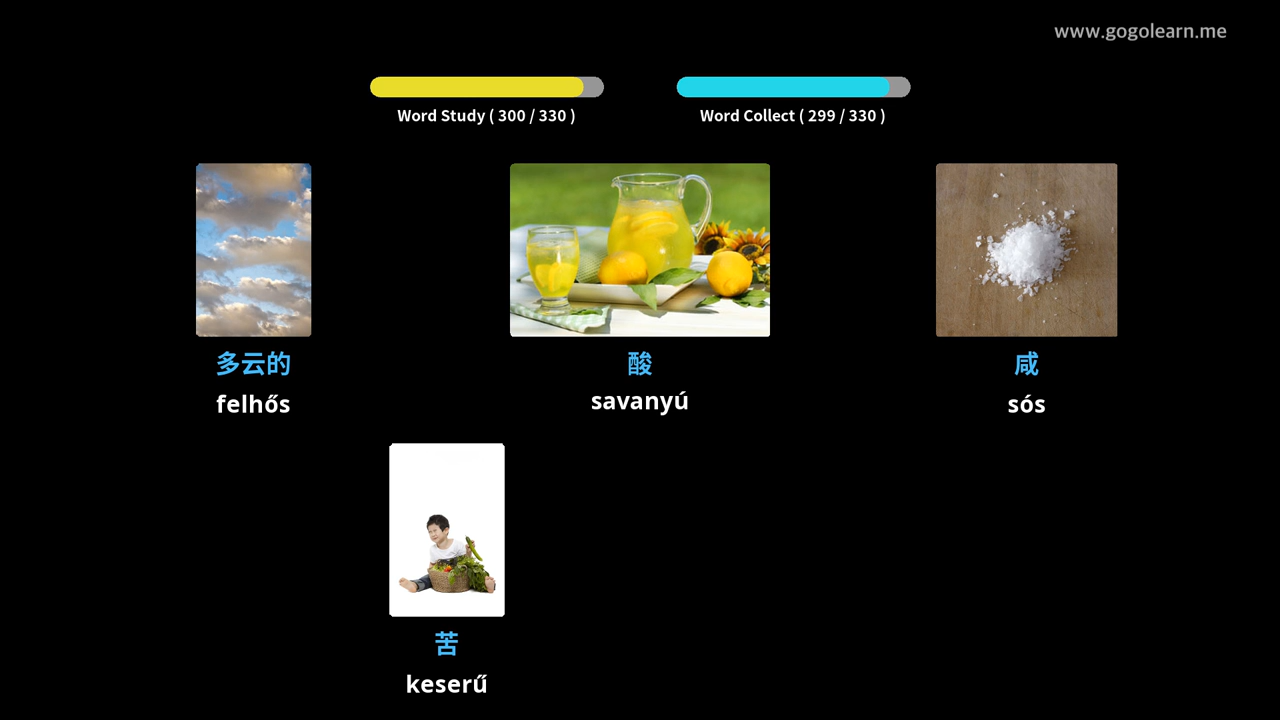 www.gogolearn.me
Word Study ( 300 / 330 )
Word Collect ( 299 / 330 )
多云的
felhős
酸
savanyú
咸
sós
苦
keserű